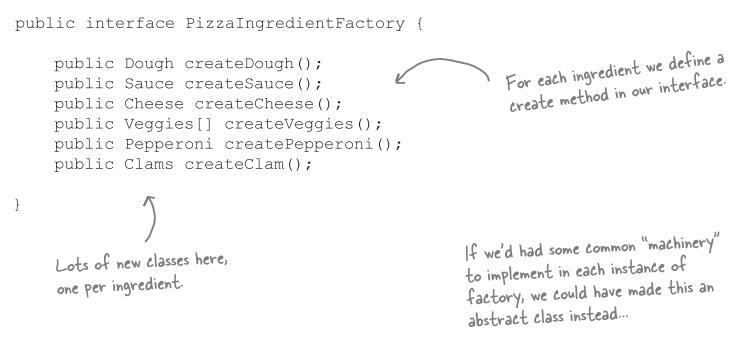 public interface PizzaIngredientFactory {
public Dough createDough();
public Sauce createSauce();
public Cheese createCheese();
public Veggies[] createVeggies();
public Pepperoni createPepperoni();
public Clams createClam();
}
For each ingredient we define a
create method in our interface.
Lots of new classes here,
one per ingredient.
If we'd had some common “machinery”
to implement in each instance of
factory, we could have made this an
abstract class instead...